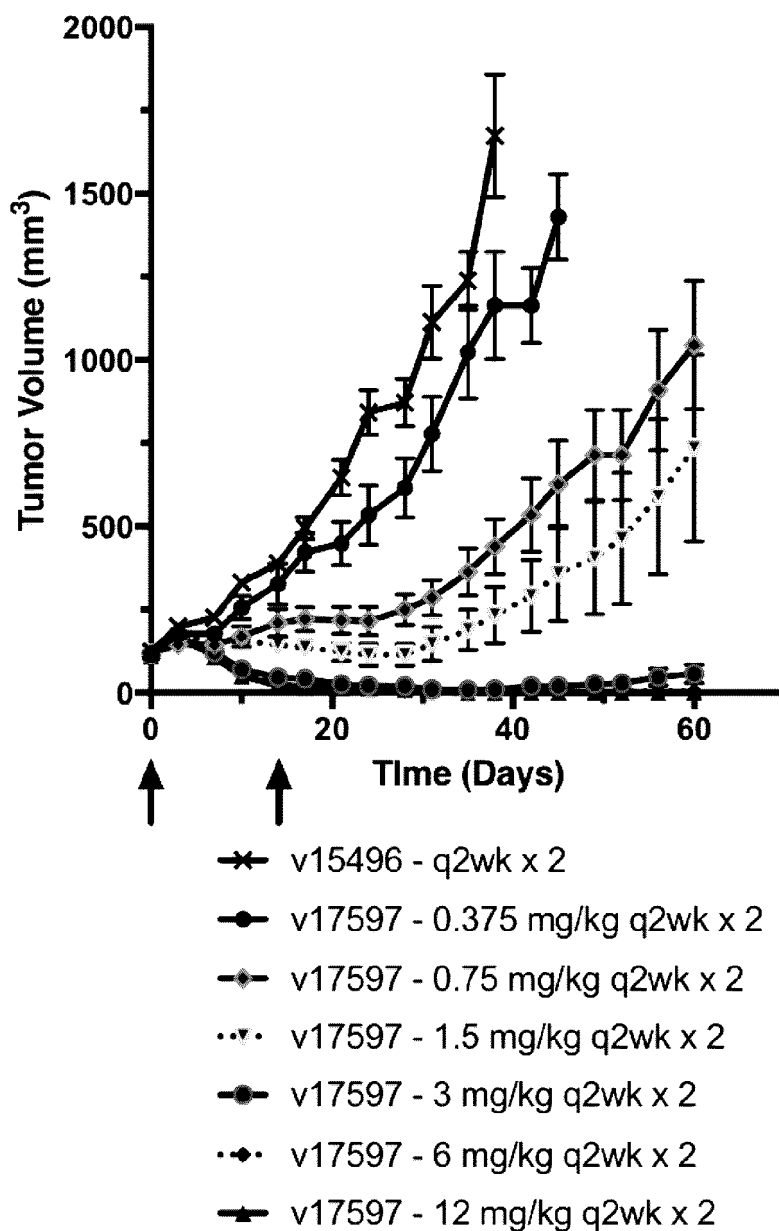 2000
1500
1000
500
0
Tumor Volume (mm³)
0 20 40 60
TIme (Days)
v15496 - q2wk x 2
v17597 - 0.375 mg/kg q2wk x 2
v17597 - 0.75 mg/kg q2wk x 2
v17597 - 1.5 mg/kg q2wk x 2
v17597 - 3 mg/kg q2wk x 2
v17597 - 6 mg/kg q2wk x 2
v17597 - 12 mg/kg q2wk x 2